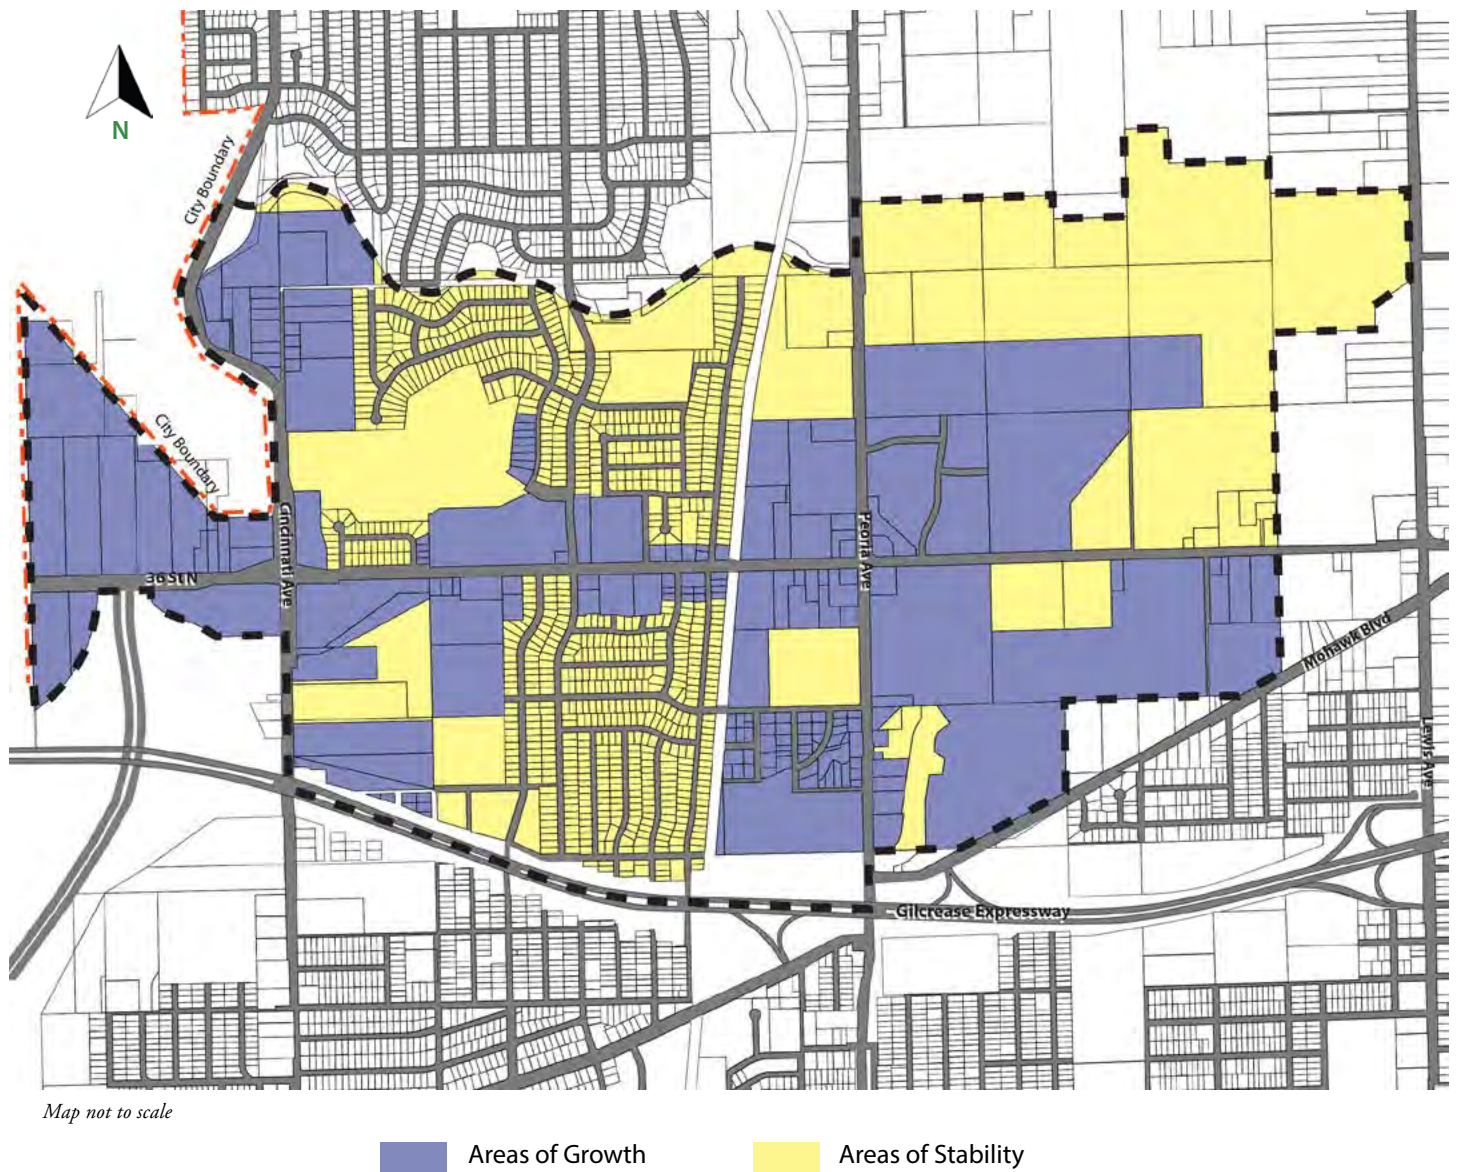 N
City Boundary
City Boundary
Cincinnati Ave
Peoria Ave
36 St N
Mohawk Blvd
Lewis Ave
Gilcrease Expressway
Map not to scale
Areas of Growth
Areas of Stability